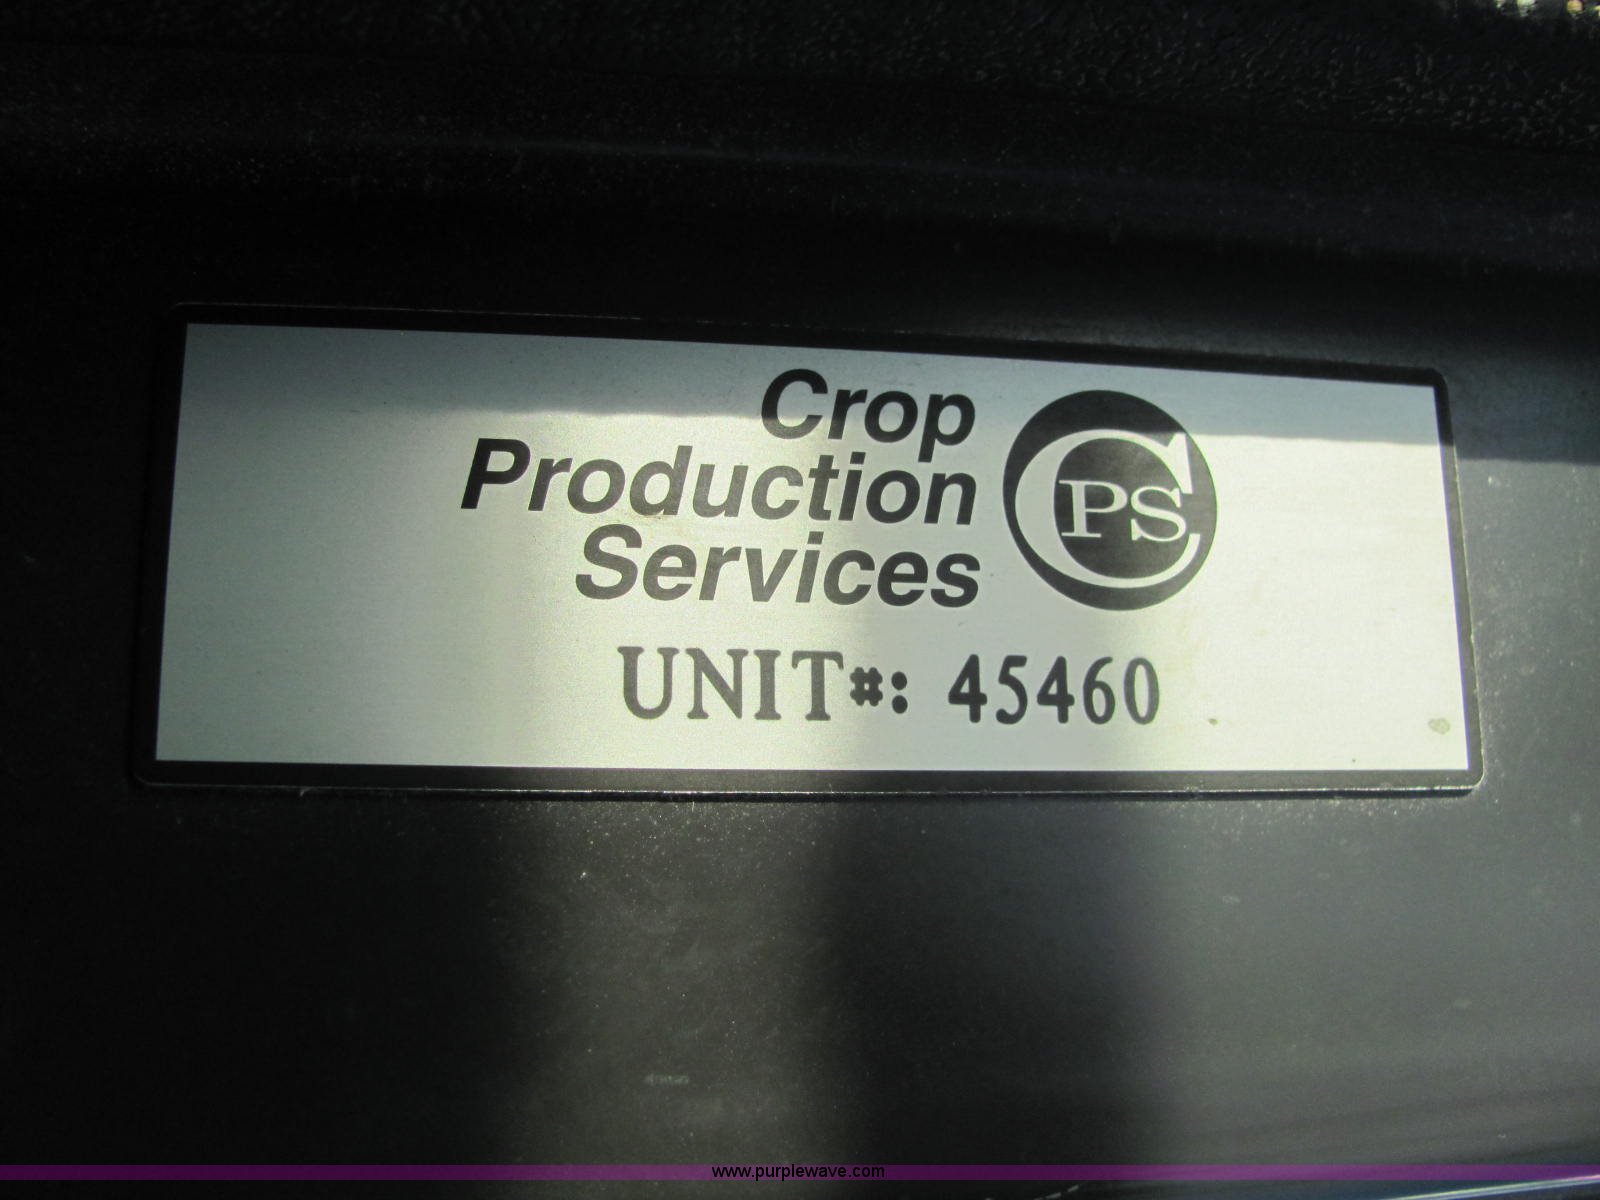 Crop
Production
Services
CPS
UNIT#: 45460
www.purplewave.com